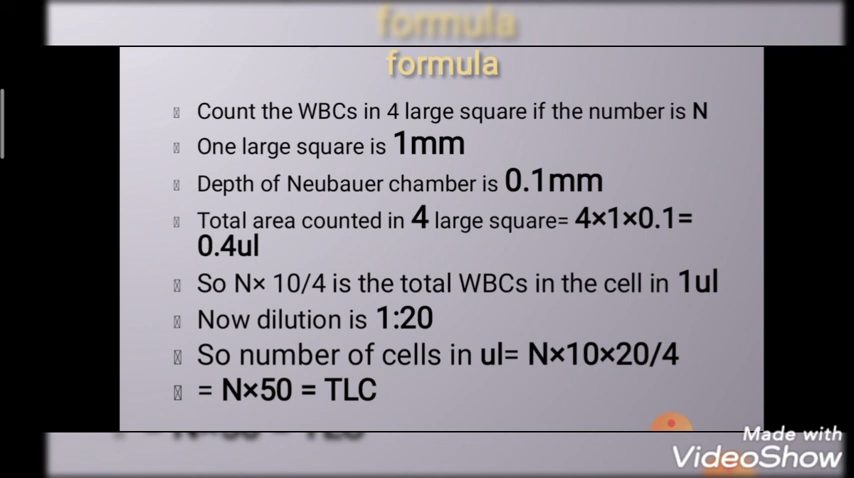 formula
formula
Count the WBCs in 4 large square if the number is N
One large square is 1mm
Depth of Neubauer chamber is 0.1mm
Total area counted in 4 large square= 4×1×0.1=
0.4ul
So N× 10/4 is the total WBCs in the cell in 1ul
Now dilution is 1:20
So number of cells in ul= N×10×20/4
= N×50 = TLC
Made with
VideoShow